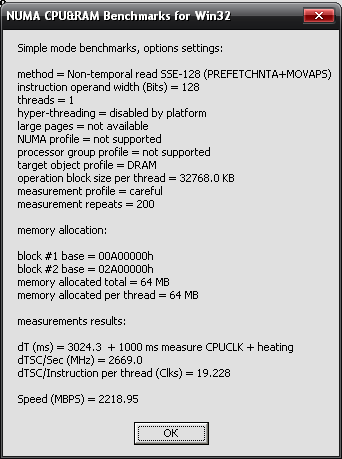 NUMA CPU&RAM Benchmarks for Win32
Simple mode benchmarks, options settings:
method = Non-temporal read SSE-128 (PREFETCHNTA+MOVAPS)
instruction operand width (Bits) = 128
threads = 1
hyper-threading = disabled by platform
large pages = not available
NUMA profile = not supported
processor group profile = not supported
target object profile = DRAM
operation block size per thread = 32768.0 KB
measurement profile = careful
measurement repeats = 200
memory allocation:
block #1 base = 00A00000h
block #2 base = 02A00000h
memory allocated total = 64 MB
memory allocated per thread = 64 MB
measurements results:
dT (ms) = 3024.3  + 1000 ms measure CPUCLK + heating
dTSC/Sec (MHz) = 2669.0
dTSC/Instruction per thread (Clks) = 19.228
Speed (MBPS) = 2218.95
OK